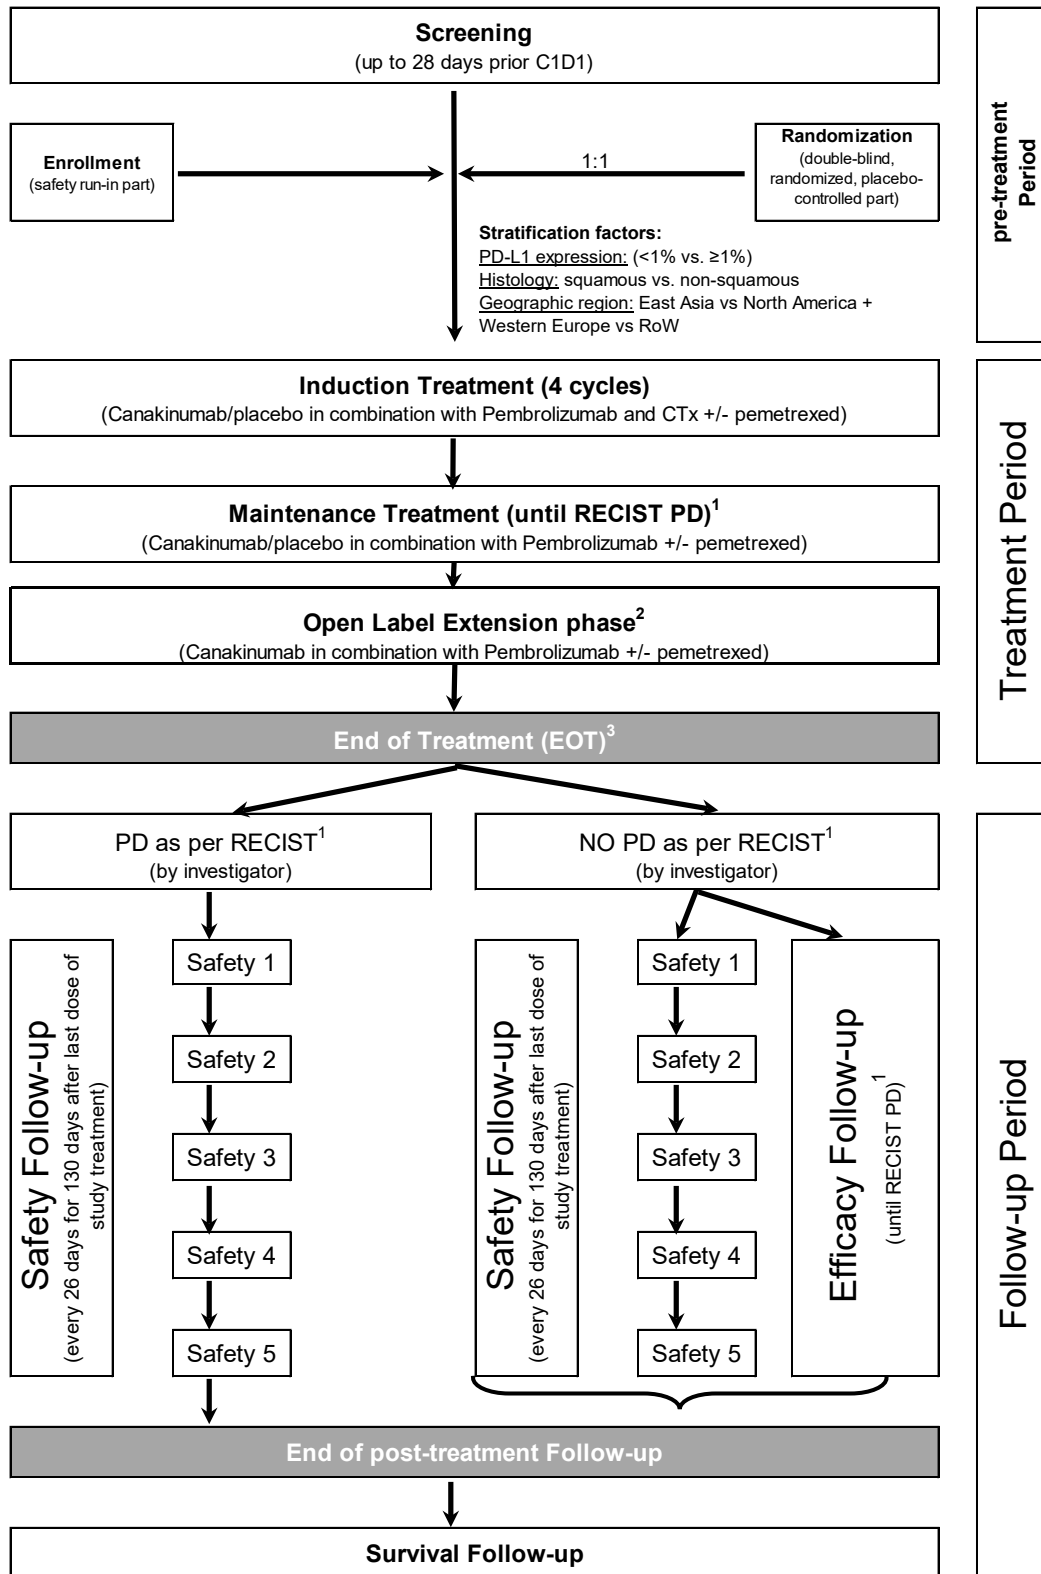 Screening
(up to 28 days prior C1D1)
pre-treatment
Period
Enrollment
(safety run-in part)
1:1
Randomization
(double-blind,
randomized, placebo-
controlled part)
Stratification factors:
PD-L1 expression: (<1% vs. ≥1%)
Histology: squamous vs. non-squamous
Geographic region: East Asia vs North America +
Western Europe vs RoW
Induction Treatment (4 cycles)
(Canakinumab/placebo in combination with Pembrolizumab and CTx +/- pemetrexed)
Maintenance Treatment (until RECIST PD)1
(Canakinumab/placebo in combination with Pembrolizumab +/- pemetrexed)
Open Label Extension phase2
(Canakinumab in combination with Pembrolizumab +/- pemetrexed)
Treatment Period
End of Treatment (EOT)3
PD as per RECIST1
(by investigator)
NO PD as per RECIST1
(by investigator)
Safety Follow-up
(every 26 days for 130 days after last dose of
study treatment)
Safety 1
Safety 2
Safety 3
Safety 4
Safety 5
Safety Follow-up
(every 26 days for 130 days after last dose of
study treatment)
Safety 1
Safety 2
Safety 3
Safety 4
Safety 5
Efficacy Follow-up
(until RECIST PD)1
Follow-up Period
End of post-treatment Follow-up
Survival Follow-up